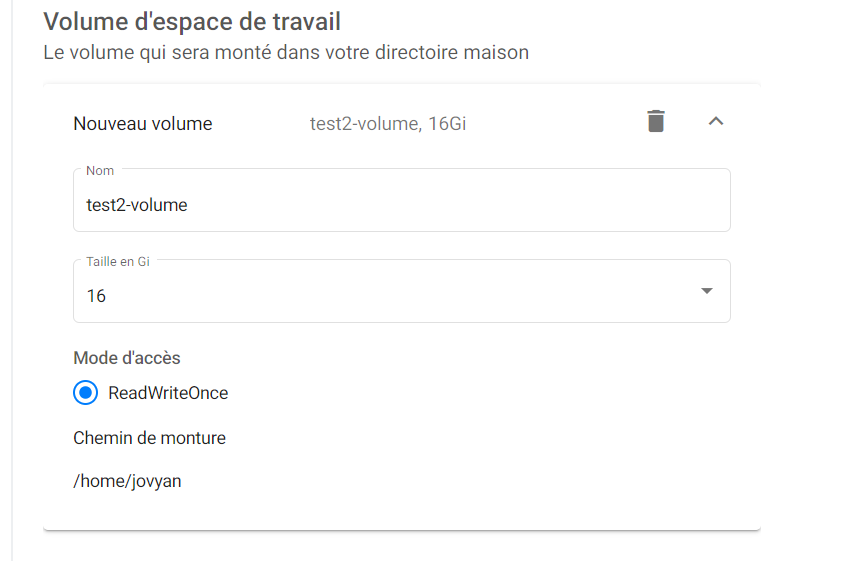 Volume d'espace de travail
Le volume qui sera monté dans votre directoire maison
Nouveau volume test2-volume, 16Gi
Nom
test2-volume
Taille en Gi
16
Mode d'accès
ReadWriteOnce
Chemin de monture
/home/jovyan